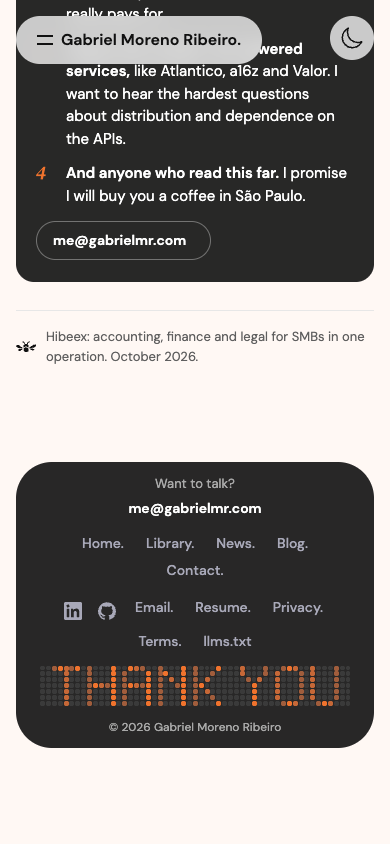 really pays for.
Gabriel Moreno Ribeiro.
wered
services, like Atlantico, a16z and Valor. I
want to hear the hardest questions
about distribution and dependence on
the APIs.
4 And anyone who read this far. I promise
I will buy you a coffee in São Paulo.
me@gabrielmr.com
Hibeex: accounting, finance and legal for SMBs in one
operation. October 2026.
Want to talk?
me@gabrielmr.com
Home. Library. News. Blog.
Contact.
Email. Resume. Privacy.
Terms. llms.txt
THANK YOU
© 2026 Gabriel Moreno Ribeiro